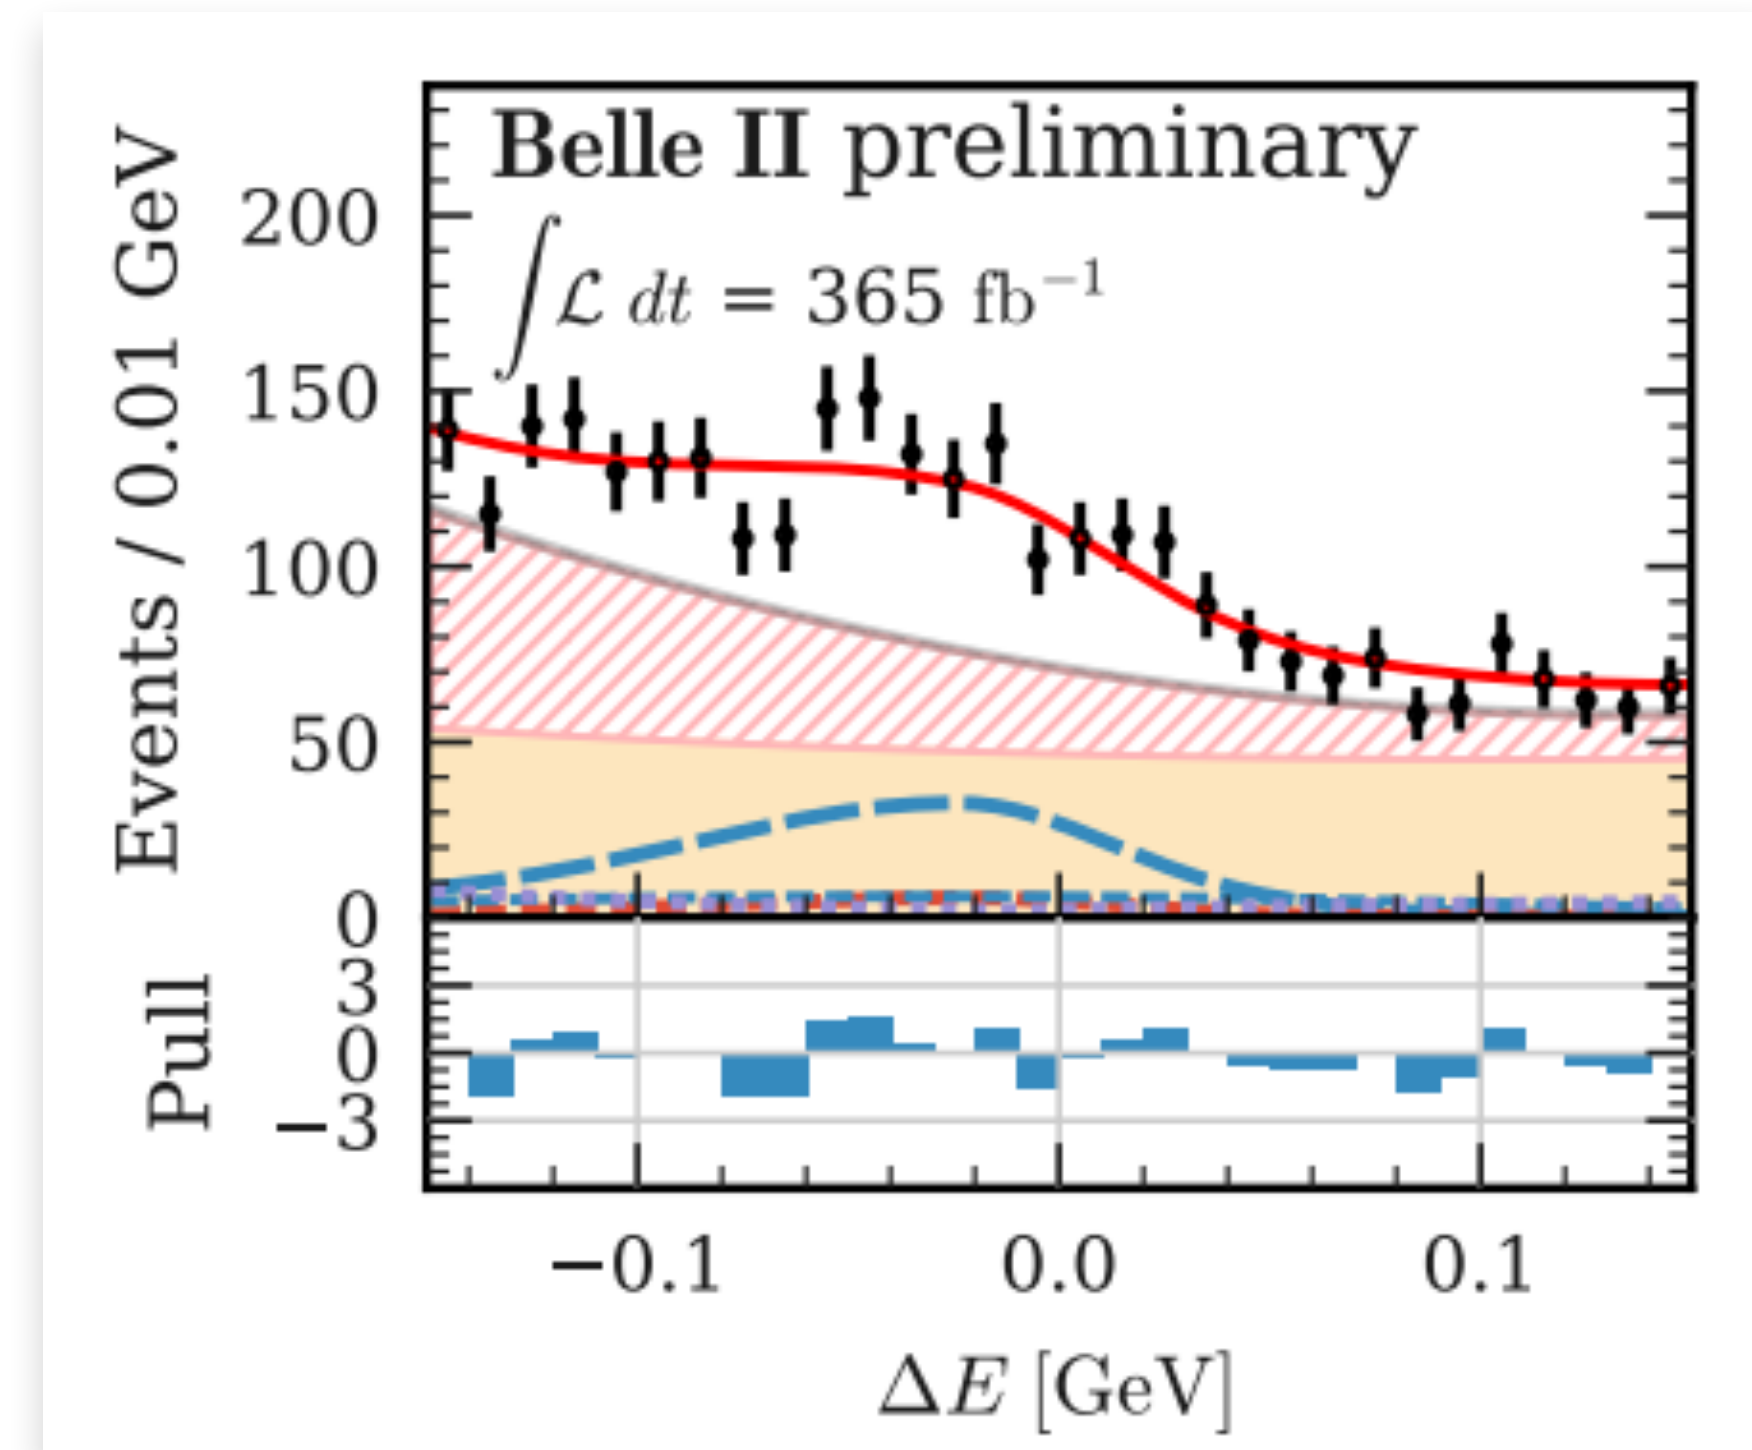 Belle II preliminary
∫ℒ dt = 365 fb⁻¹
Events / 0.01 GeV
200
150
100
50
0
Pull
3
0
−3
−0.1 0.0 0.1
ΔE [GeV]